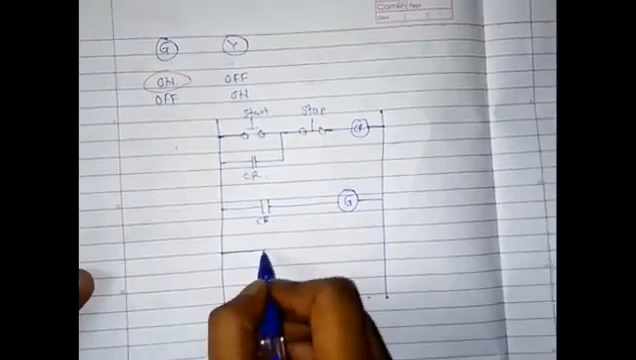 G Y
ON OFF
OFF ON
Start Stop
CR
CR.
G
CR.